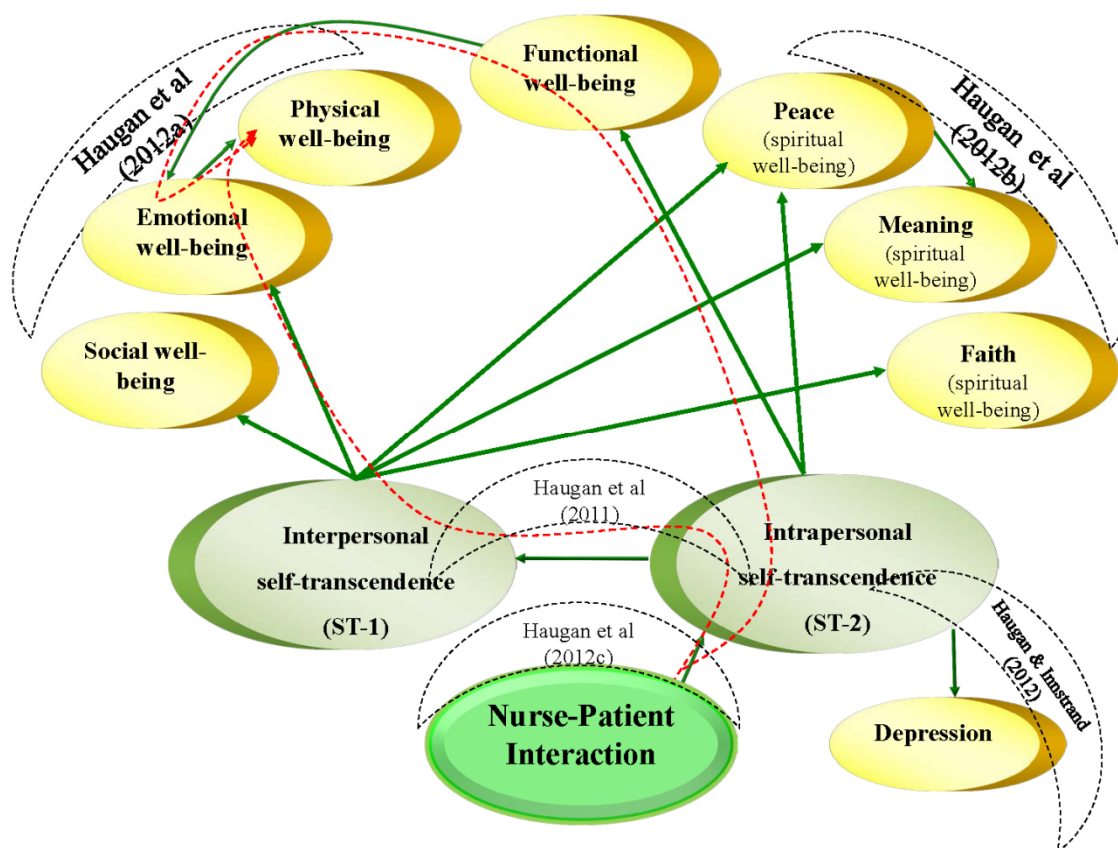 Functional
well-being
Haugan et al
(2012a)
Physical
well-being
Peace
(spiritual
well-being)
Haugan et al
(2012b)
Emotional
well-being
Meaning
(spiritual
well-being)
Social well-
being
Faith
(spiritual
well-being)
Haugan et al
(2011)
Interpersonal
self-transcendence
(ST-1)
Intrapersonal
self-transcendence
(ST-2)
Haugan et al
(2012c)
Haugan & Innstrand
(2012)
Nurse-Patient
Interaction
Depression